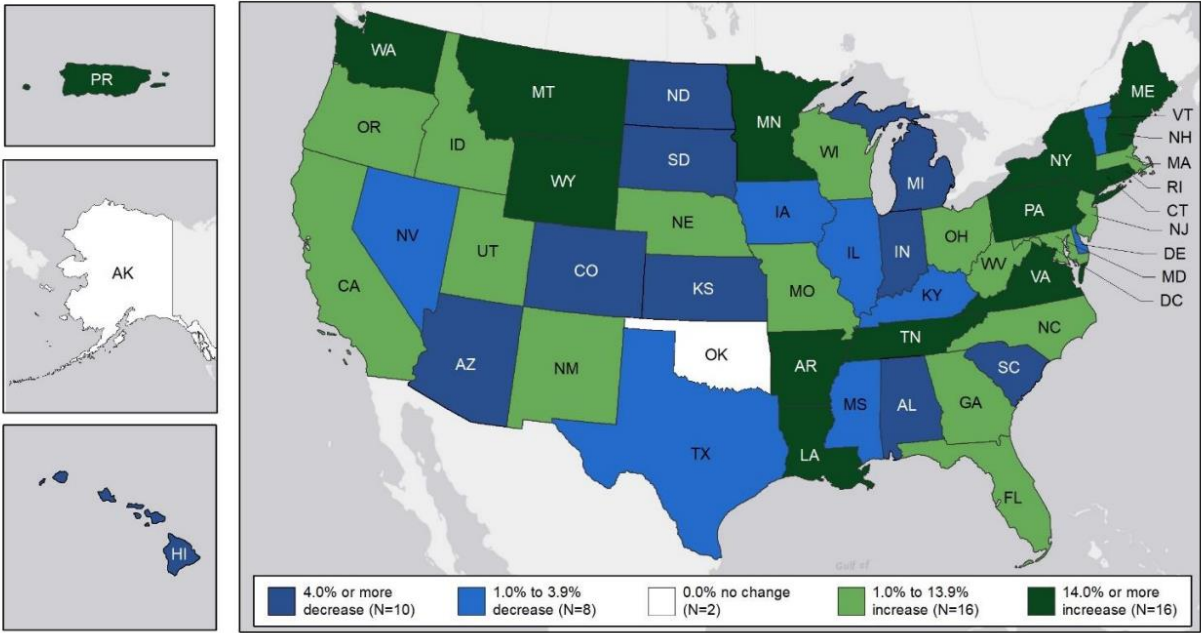 PR
AK
HI
WA
MT
ND
MN
ME
VT
NH
OR
ID
SD
WI
NY
MA
WY
MI
RI
CT
PA
NJ
IA
NE
NV
OH
DE
UT
IL
IN
MD
CO
WV
VA
DC
CA
KS
MO
KY
NC
TN
OK
AZ
NM
AR
SC
MS
AL
GA
TX
LA
FL
Gulf of
4.0% or more
decrease (N=10)
1.0% to 3.9%
decrease (N=8)
0.0% no change
(N=2)
1.0% to 13.9%
increase (N=16)
14.0% or more
increease (N=16)